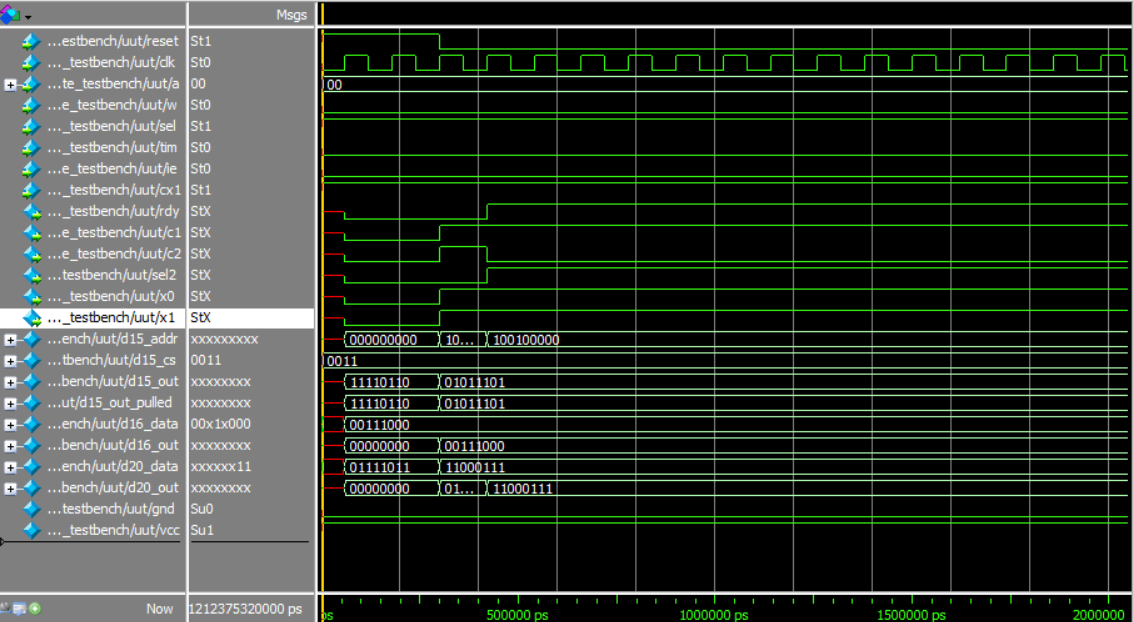 Msgs
...estbench/uut/reset St1
..._testbench/uut/clk St0
...te_testbench/uut/a 00 00
...e_testbench/uut/w St0
..._testbench/uut/sel St1
..._testbench/uut/tim St0
...e_testbench/uut/ie St0
..._testbench/uut/cx1 St1
..._testbench/uut/rdy StX
...e_testbench/uut/c1 StX
...e_testbench/uut/c2 StX
...testbench/uut/sel2 StX
..._testbench/uut/x0 StX
..._testbench/uut/x1 StX
...ench/uut/d15_addr xxxxxxxxx 000000000 10... 100100000
...tbench/uut/d15_cs 0011 0011
...bench/uut/d15_out xxxxxxxx 11110110 01011101
...ut/d15_out_pulled xxxxxxxx 11110110 01011101
...ench/uut/d16_data 00x1x000 00111000
...bench/uut/d16_out xxxxxxxx 00000000 00111000
...ench/uut/d20_data xxxxxx11 01111011 11000111
...bench/uut/d20_out xxxxxxxx 00000000 01... 11000111
...testbench/uut/gnd Su0
..._testbench/uut/vcc Su1
Now 1212375320000 ps ps 500000 ps 1000000 ps 1500000 ps 2000000